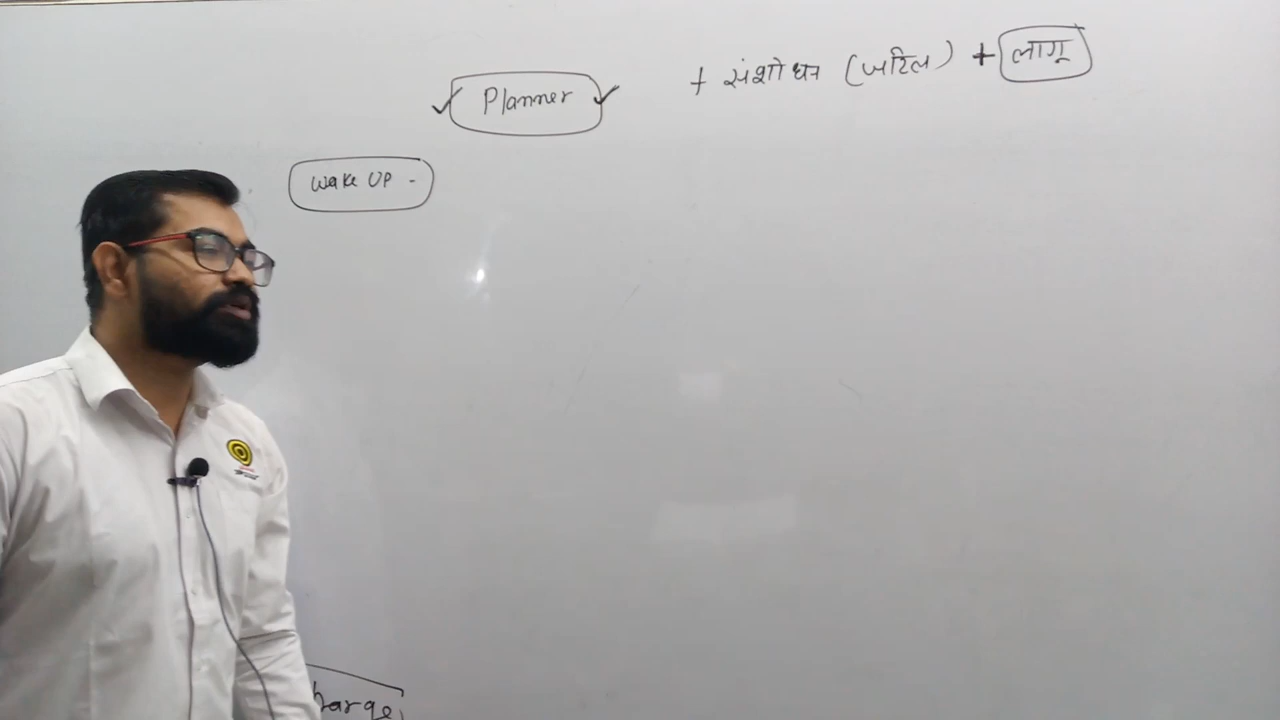 + संशोधन (जटिल) + लागू
Planner
Wake UP -